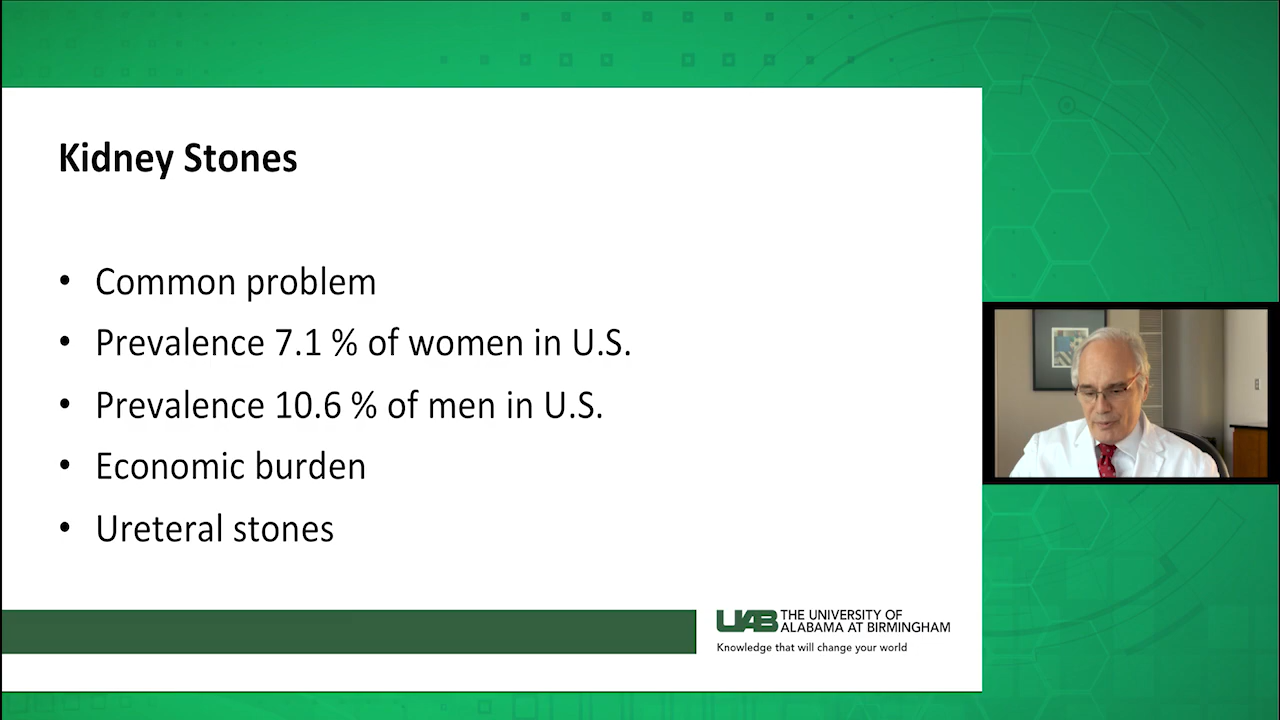 Kidney Stones
• Common problem
• Prevalence 7.1 % of women in U.S.
• Prevalence 10.6 % of men in U.S.
• Economic burden
• Ureteral stones
UAB THE UNIVERSITY OF
ALABAMA AT BIRMINGHAM
Knowledge that will change your world